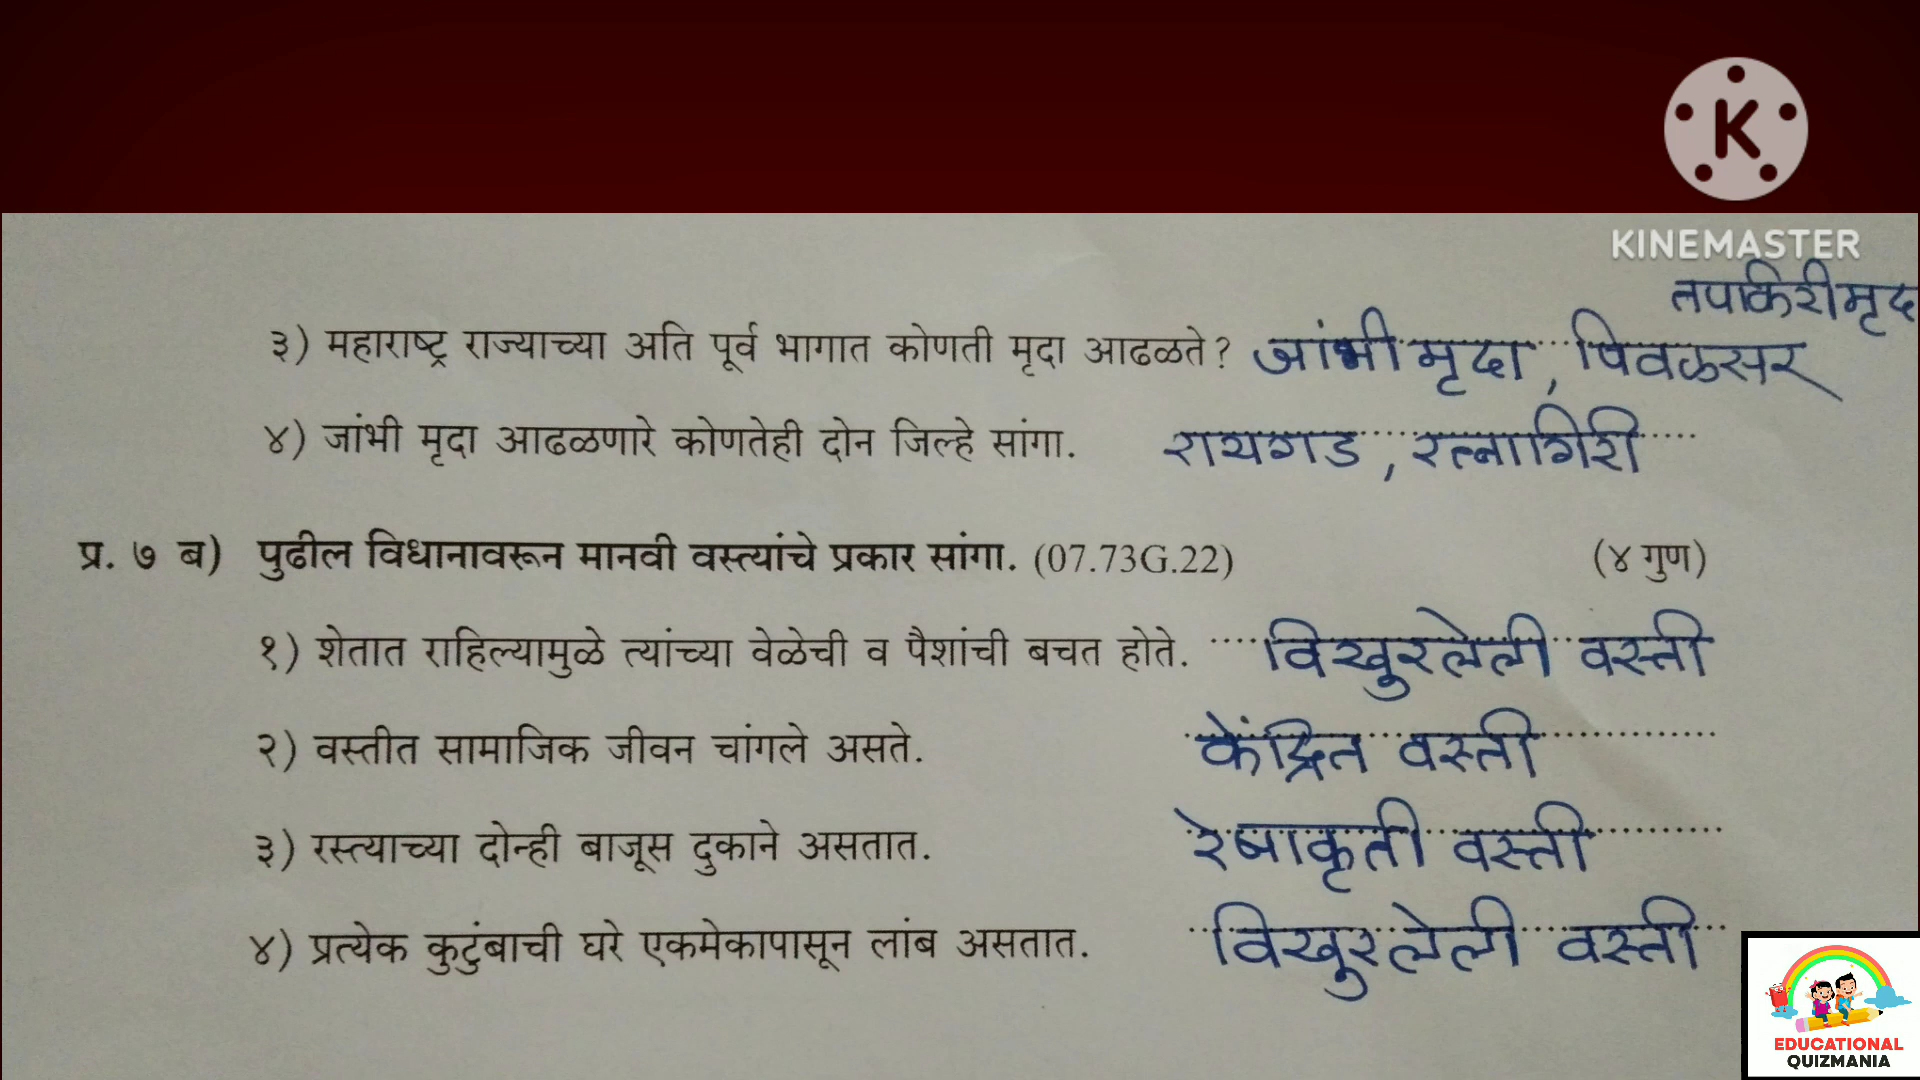 K
KINEMASTER
तपकिरी मृद
३) महाराष्ट्र राज्याच्या अति पूर्व भागात कोणती मृदा आढळते? जांभी मृदा, पिवळसर
४) जांभी मृदा आढळणारे कोणतेही दोन जिल्हे सांगा. रायगड, रत्नागिरी
प्र. ७ ब) पुढील विधानावरून मानवी वस्त्यांचे प्रकार सांगा. (07.73G.22) (४ गुण)
१) शेतात राहिल्यामुळे त्यांच्या वेळेची व पैशांची बचत होते. विखुरलेली वस्ती
२) वस्तीत सामाजिक जीवन चांगले असते. केंद्रित वस्ती
३) रस्त्याच्या दोन्ही बाजूस दुकाने असतात. रेषाकृती वस्ती
४) प्रत्येक कुटुंबाची घरे एकमेकापासून लांब असतात. विखुरलेली वस्ती
EDUCATIONAL
QUIZMANIA